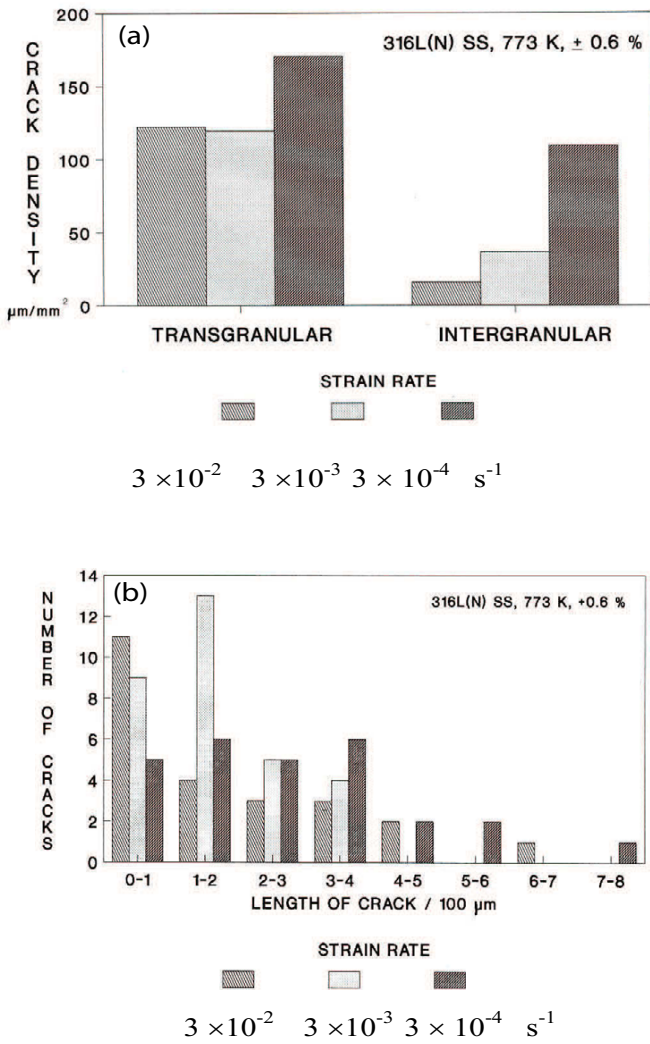 (a)
316L(N) SS, 773 K, ± 0.6 %
CRACK DENSITY
µm/mm²
200
150
100
50
0
TRANSGRANULAR INTERGRANULAR
STRAIN RATE
3 ×10⁻² 3 ×10⁻³ 3 × 10⁻⁴ s⁻¹
(b)
316L(N) SS, 773 K, +0.6 %
NUMBER OF CRACKS
14
12
10
8
6
4
2
0
0-1 1-2 2-3 3-4 4-5 5-6 6-7 7-8
LENGTH OF CRACK / 100 µm
STRAIN RATE
3 ×10⁻² 3 ×10⁻³ 3 × 10⁻⁴ s⁻¹